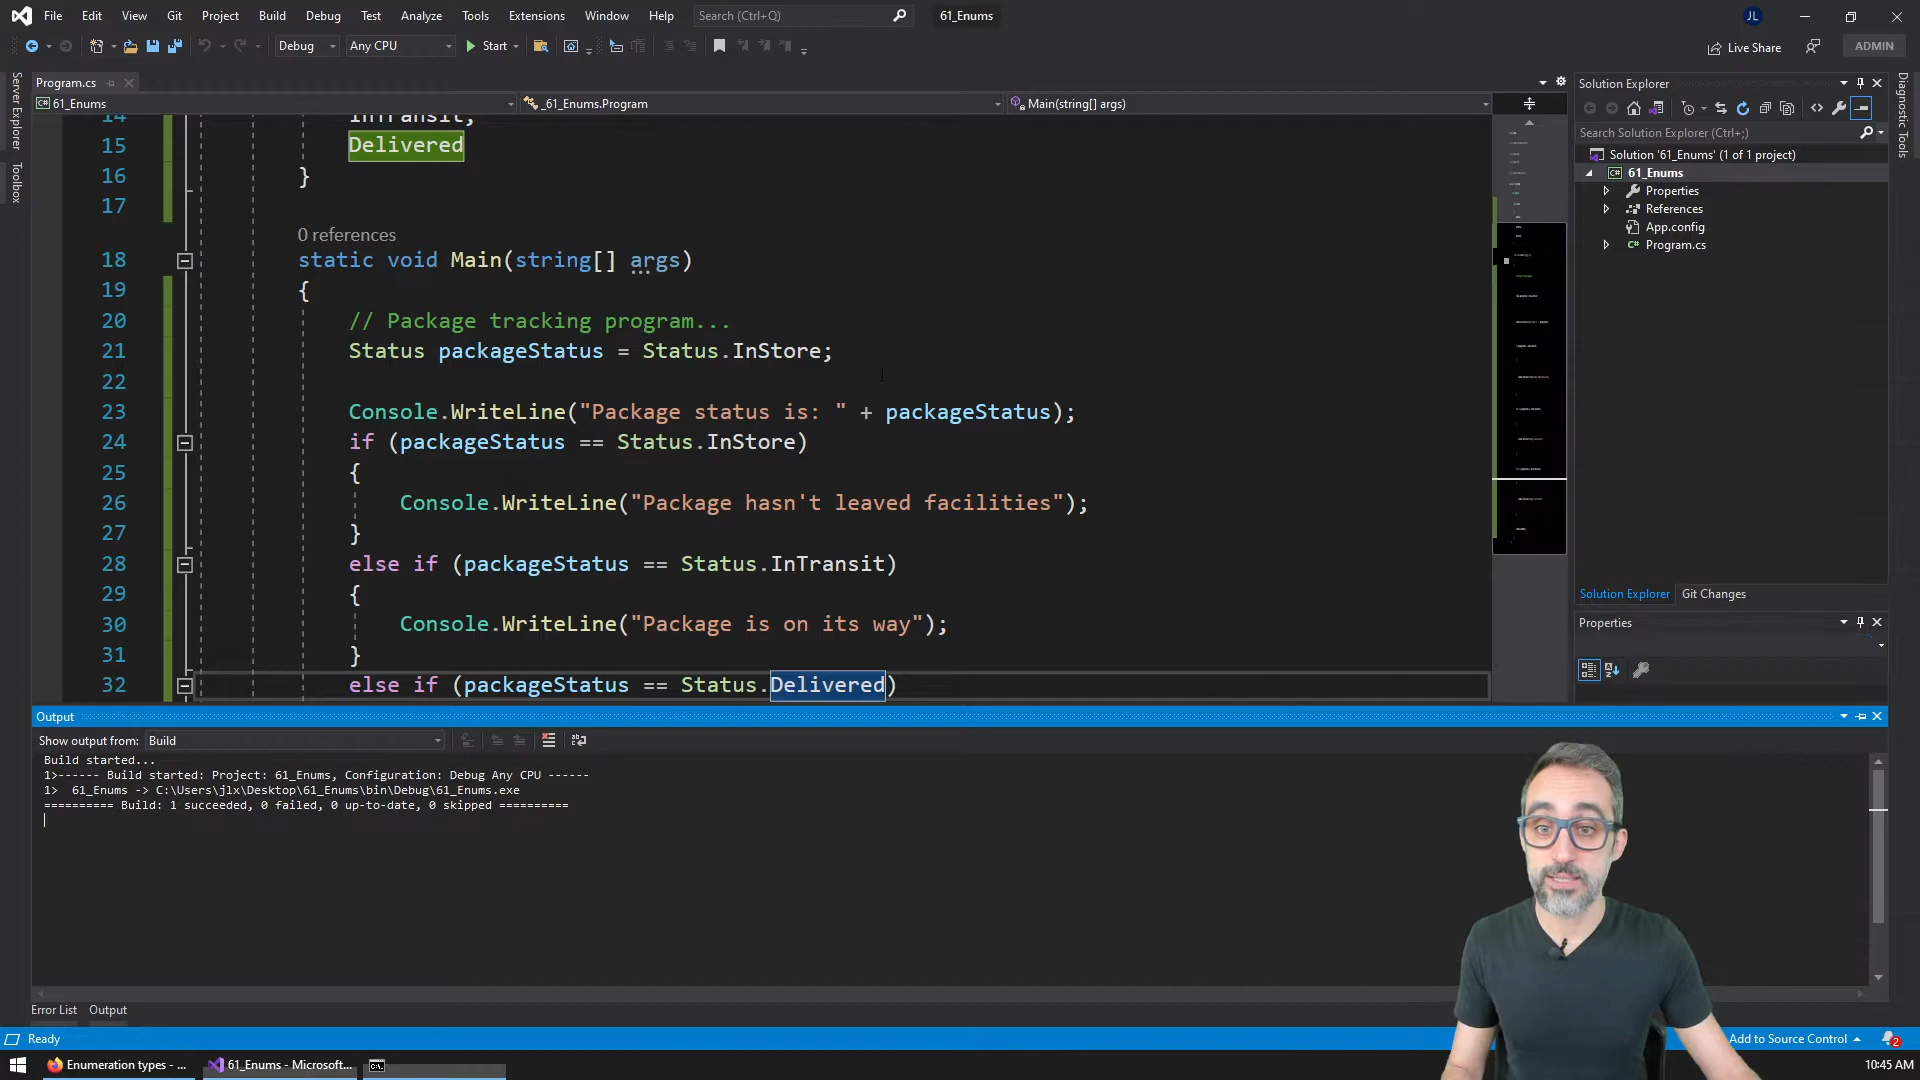 File Edit View Git Project Build Debug Test Analyze Tools Extensions Window Help Search (Ctrl+Q) 61_Enums JL
Debug Any CPU Start Live Share ADMIN
Program.cs
61_Enums _61_Enums.Program Main(string[] args)
Server Explorer
Toolbox
14 InTransit,
15 Delivered
16 }
17
0 references
18 static void Main(string[] args)
19 {
20 // Package tracking program...
21 Status packageStatus = Status.InStore;
22
23 Console.WriteLine("Package status is: " + packageStatus);
24 if (packageStatus == Status.InStore)
25 {
26 Console.WriteLine("Package hasn't leaved facilities");
27 }
28 else if (packageStatus == Status.InTransit)
29 {
30 Console.WriteLine("Package is on its way");
31 }
32 else if (packageStatus == Status.Delivered)
Solution Explorer
Search Solution Explorer (Ctrl+;)
Solution '61_Enums' (1 of 1 project)
61_Enums
Properties
References
App.config
Program.cs
Solution Explorer Git Changes
Properties
Diagnostic Tools
Output
Show output from: Build
Build started...
1>------ Build started: Project: 61_Enums, Configuration: Debug Any CPU ------
1> 61_Enums -> C:\Users\jlx\Desktop\61_Enums\bin\Debug\61_Enums.exe
========== Build: 1 succeeded, 0 failed, 0 up-to-date, 0 skipped ==========
Error List Output
Ready Add to Source Control 2
Enumeration types - ... 61_Enums - Microsoft... 10:45 AM